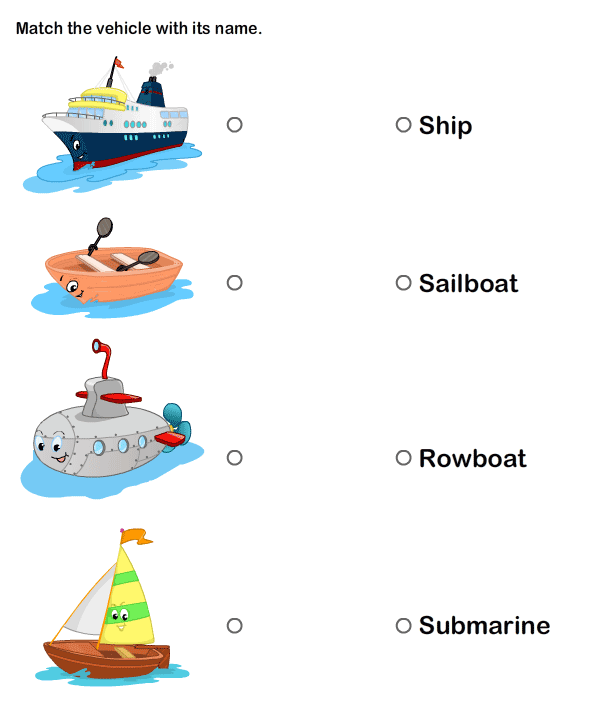 Match the vehicle with its name.
Ship
Sailboat
Rowboat
Submarine